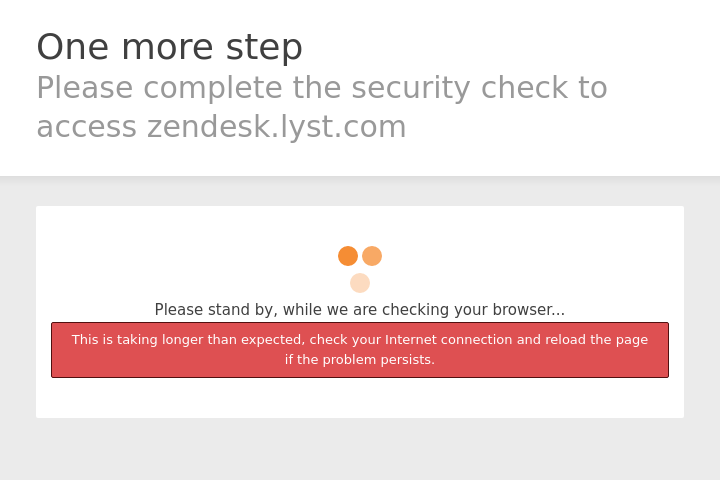 One more step
Please complete the security check to
access zendesk.lyst.com
Please stand by, while we are checking your browser...
This is taking longer than expected, check your Internet connection and reload the page
if the problem persists.